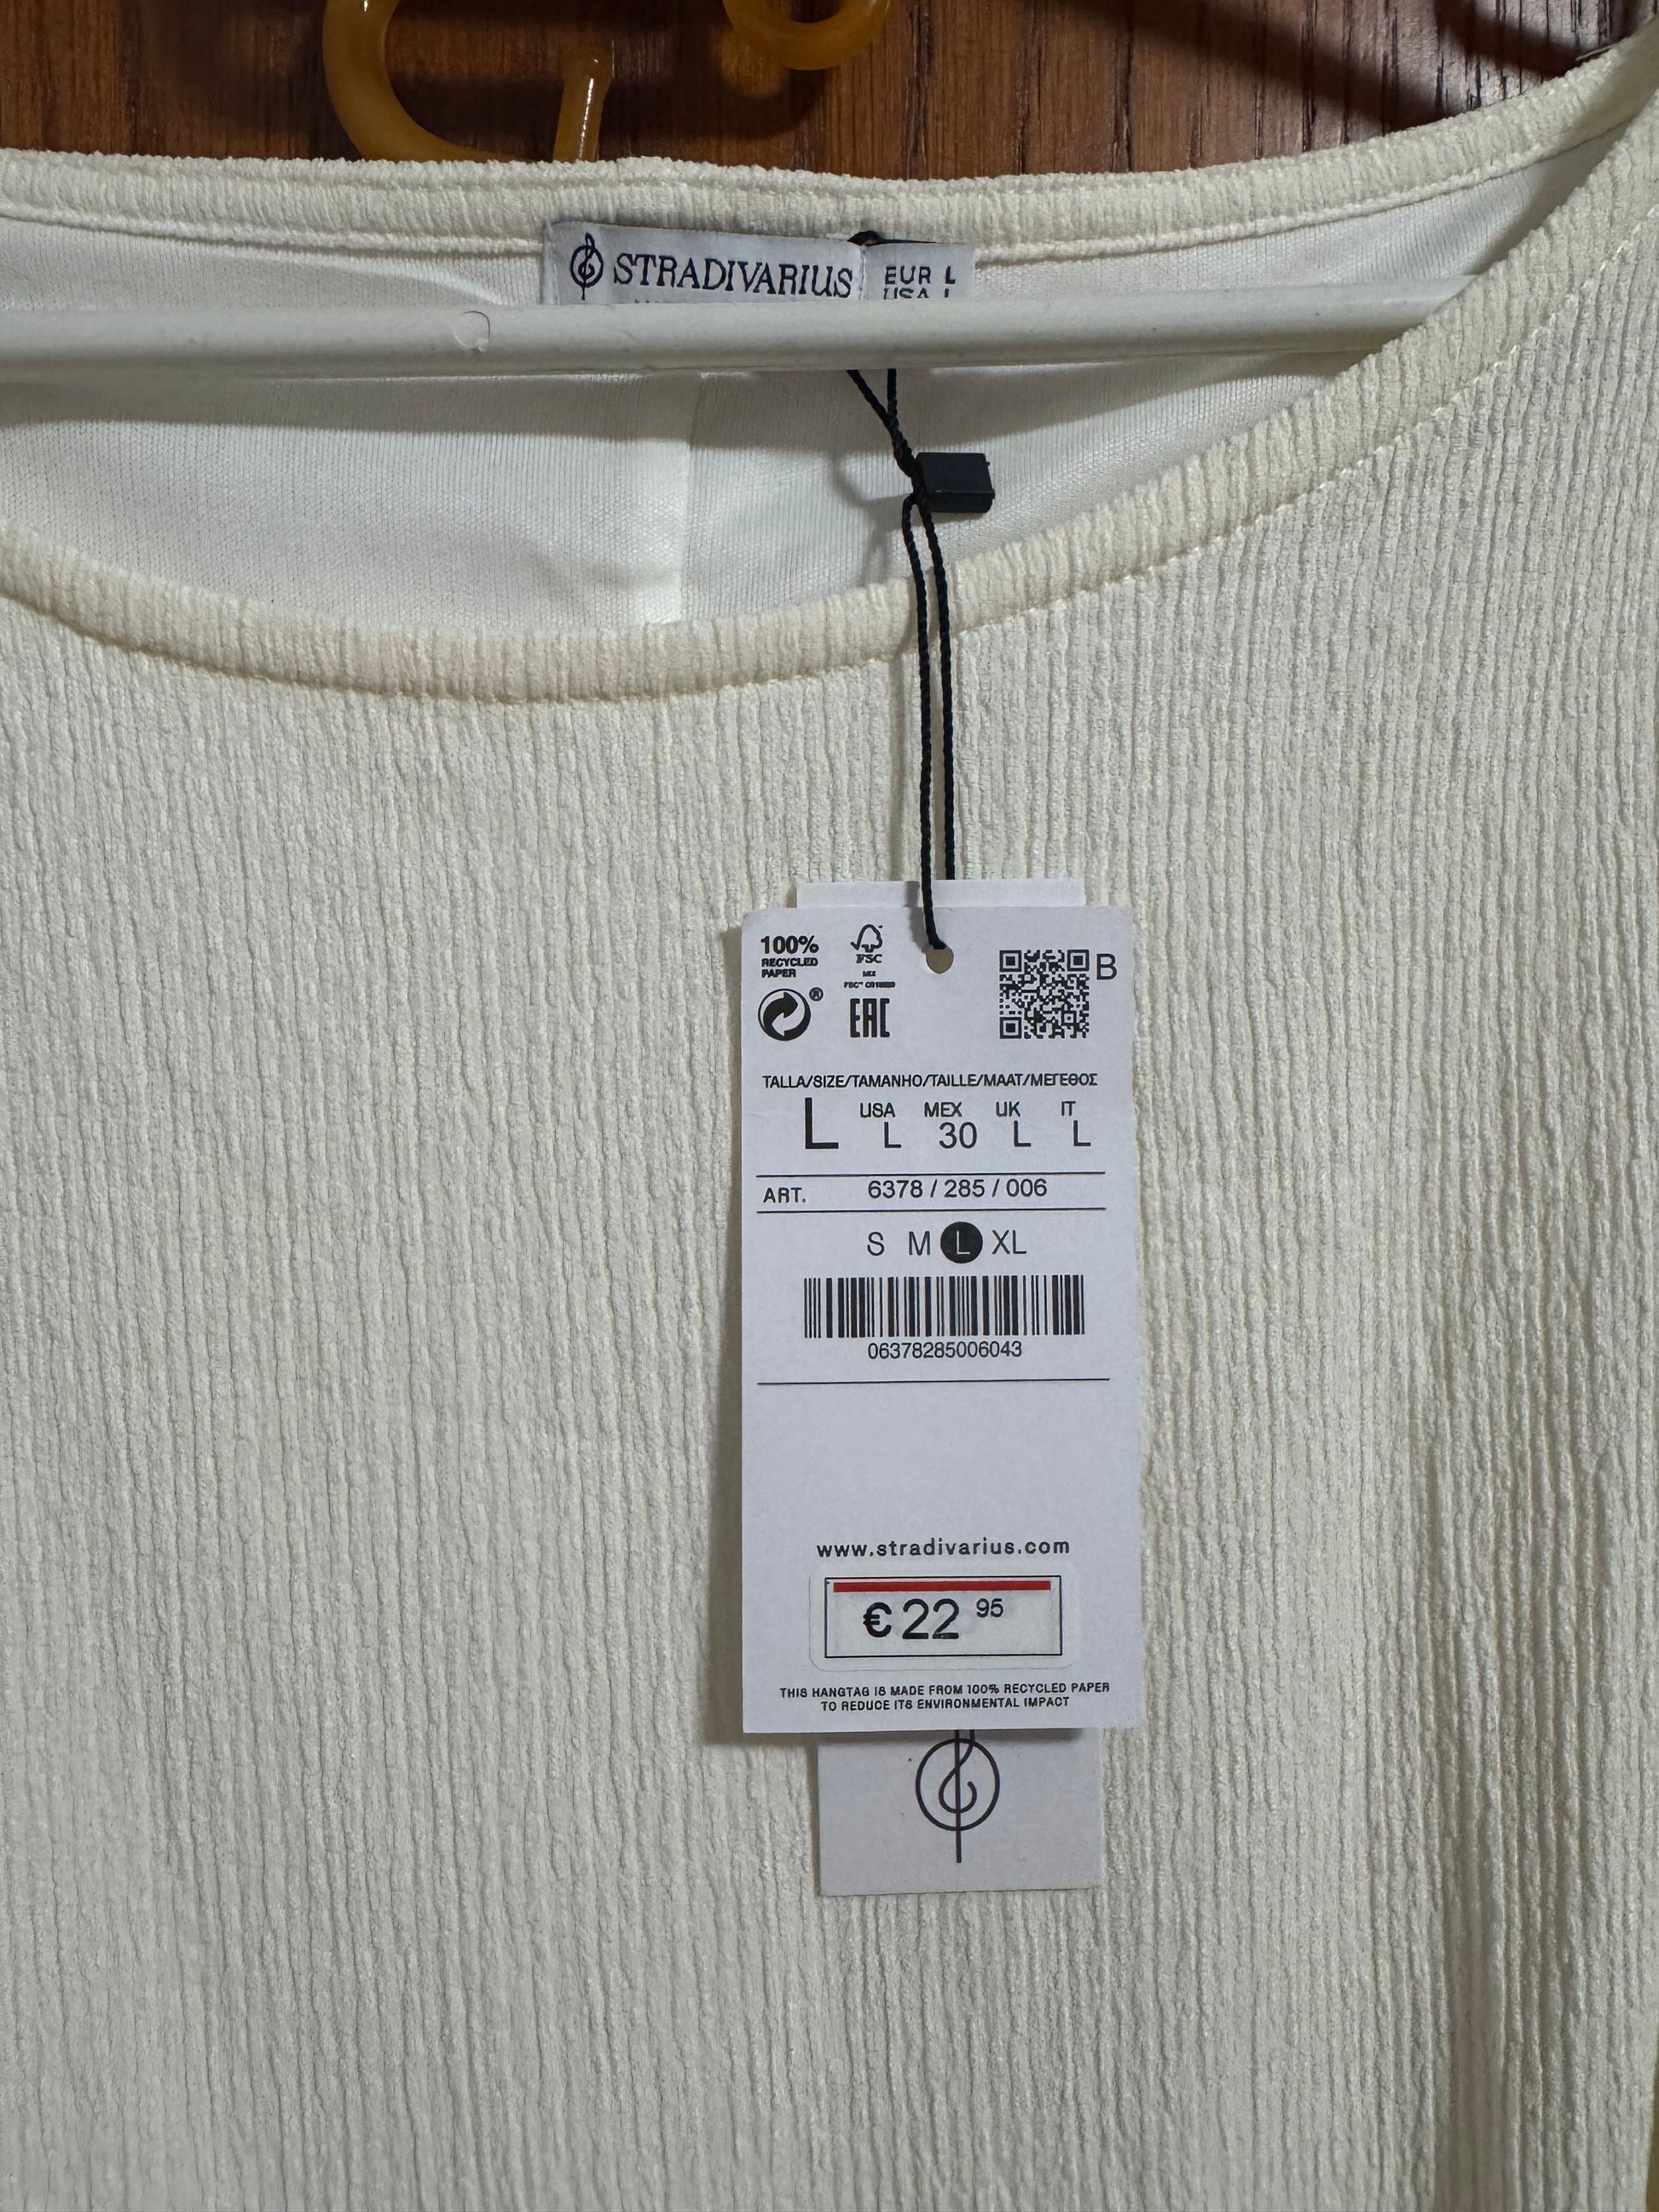 STRADIVARIUS
EUR L
USA L
100%
RECYCLED
PAPER
FSC
MIX
®
EAC
B
TALLA/SIZE/TAMANHO/TAILLE/MAAT/ΜΕΓΕΘΟΣ
L USA L MEX 30 UK L IT L
ART. 6378 / 285 / 006
S M L XL
06378285006043
www.stradivarius.com
€ 22 95
THIS HANGTAG IS MADE FROM 100% RECYCLED PAPER
TO REDUCE ITS ENVIRONMENTAL IMPACT